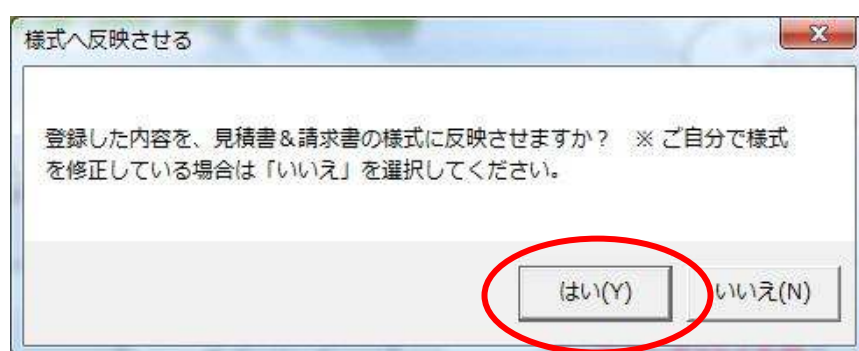 様式へ反映させる
登録した内容を、見積書＆請求書の様式に反映させますか？　※ ご自分で様式
を修正している場合は「いいえ」を選択してください。
はい(Y)
いいえ(N)